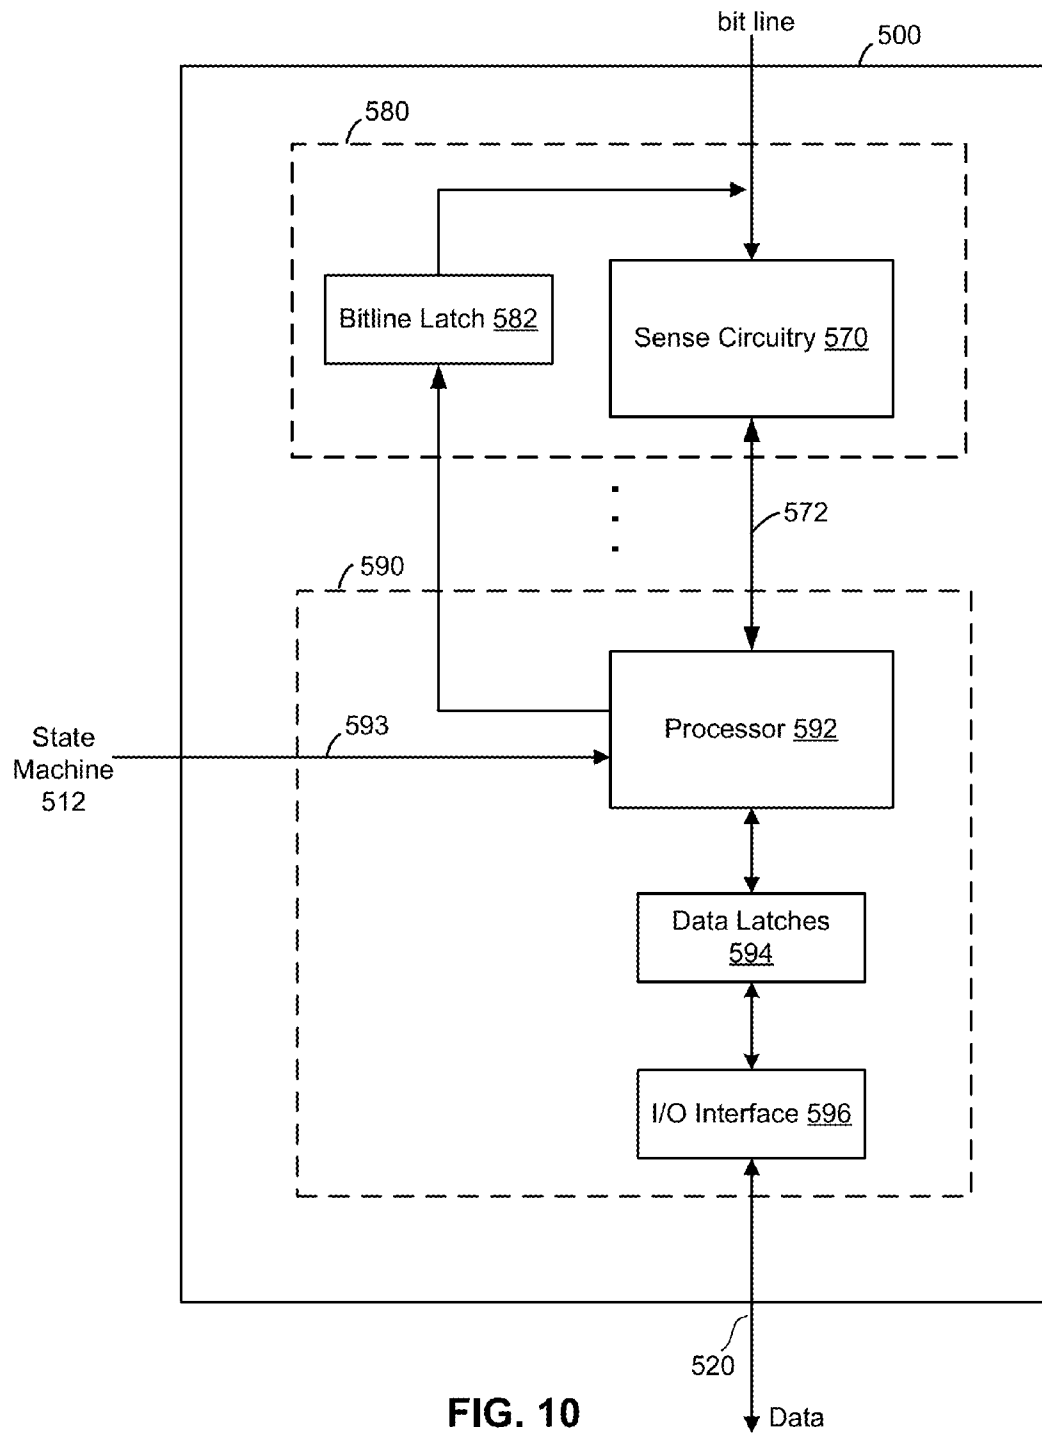 bit line
500
580
Bitline Latch 582
Sense Circuitry 570
572
590
593
State
Machine
512
Processor 592
Data Latches
594
I/O Interface 596
520
Data
FIG. 10